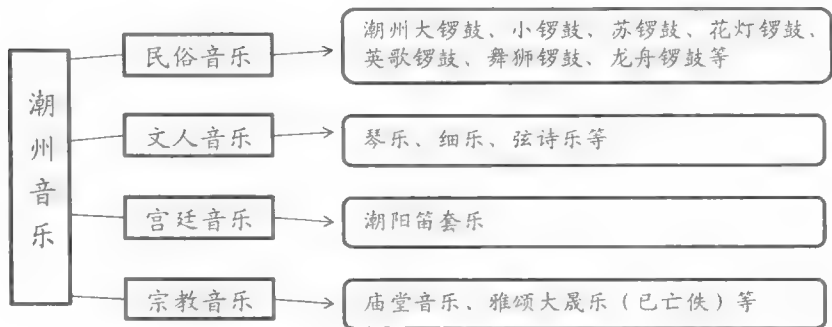 潮州音乐
民俗音乐
潮州大锣鼓、小锣鼓、苏锣鼓、花灯锣鼓、
英歌锣鼓、舞狮锣鼓、龙舟锣鼓等
文人音乐
琴乐、细乐、弦诗乐等
宫廷音乐
潮阳笛套乐
宗教音乐
庙堂音乐、雅颂大晟乐（已亡佚）等